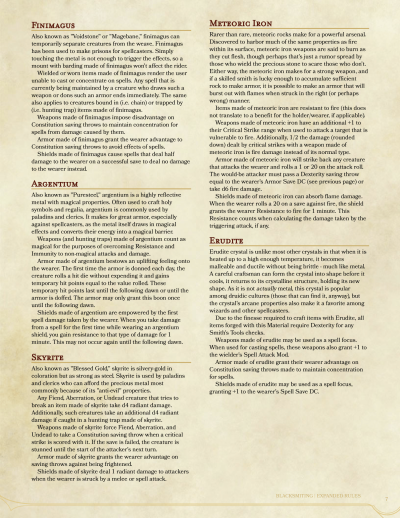 FINIMAGUS
Also known as "Voidstone" or "Magebane," finimagus can
temporarily separate creatures from the weave. Finimagus
has been used to make prisons for spellcasters. Simply
touching the metal is not enough to trigger the effects, so a
mount with barding made of finimagus won't affect the rider.
Wielded or worn items made of finimagus render the user
unable to cast or concentrate on spells. Any spell that is
currently being maintained by a creature who draws such a
weapon or dons such an armor ends immediately. The same
also applies to creatures bound in (i.e. chain) or trapped by
(i.e. hunting trap) items made of finimagus.
Weapons made of finimagus impose disadvantage on
Constitution saving throws to maintain concentration for
spells from damage caused by them.
Armor made of finimagus grant the wearer advantage to
Constitution saving throws to avoid effects of spells.
Shields made of finimagus cause spells that deal half
damage to the wearer on a successful save to deal no damage
to the wearer instead.
ARGENTIUM
Also known as "Puresteel," argentium is a highly reflective
metal with magical properties. Often used to craft holy
symbols and regalia, argentium is commonly used by
paladins and clerics. It makes for great armor, especially
against spellcasters, as the metal itself draws in magical
effects and converts their energy into a magical barrier.
Weapons (and hunting traps) made of argentium count as
magical for the purposes of overcoming Resistance and
Immunity to non-magical attacks and damage.
Armor made of argentium bestows an uplifting feeling onto
the wearer. The first time the armor is donned each day, the
creature rolls a hit die without expending it and gains
temporary hit points equal to the value rolled. These
temporary hit points last until the following dawn or until the
armor is doffed. The armor may only grant this boon once
until the following dawn.
Shields made of argentium are empowered by the first
spell damage taken by the wearer. When you take damage
from a spell for the first time while wearing an argentium
shield, you gain resistance to that type of damage for 1
minute. This may not occur again until the following dawn.
SKYRITE
Also known as "Blessed Gold," skyrite is silvery-gold in
coloration but as strong as steel. Skyrite is used by paladins
and clerics who can afford the precious metal most
commonly because of its "anti-evil" properties.
Any Fiend, Aberration, or Undead creature that tries to
break an item made of skyrite take d4 radiant damage.
Additionally, such creatures take an additional d4 radiant
damage if caught in a hunting trap made of skyrite.
Weapons made of skyrite force Fiend, Aberration, and
Undead to take a Constitution saving throw when a critical
strike is scored with it. If the save is failed, the creature is
stunned until the start of the attacker's next turn.
Armor made of skyrite grants the wearer advantage on
saving throws against being frightened.
Shields made of skyrite deal 1 radiant damage to attackers
when the wearer is struck by a melee or spell attack.
METEORIC IRON
Rarer than rare, meteoric rocks make for a powerful arsenal.
Discovered to harbor much of the same properties as fire
within its surface, meteoric iron weapons are said to burn as
they cut flesh, though perhaps that's just a rumor spread by
those who wield the precious stone to scare those who don't.
Either way, the meteoric iron makes for a strong weapon, and
if a skilled smith is lucky enough to accumulate sufficient
rock to make armor, it is possible to make an armor that will
burst out with flames when struck in the right (or perhaps
wrong) manner.
Items made of meteoric iron are resistant to fire (this does
not translate to a benefit for the holder/wearer, if applicable)
Weapons made of meteoric iron have an additional +1 to
their Critical Strike range when used to attack a target that is
vulnerable to fire. Additionally, 1/2 the damage (rounded
down) dealt by critical strikes with a weapon made of
meteoric iron is fire damage instead of its normal type.
Armor made of meteoric iron will strike back any creature
that attacks the wearer and rolls a 1 or 20 on the attack roll.
The would-be attacker must pass a Dexterity saving throw
equal to the wearer's Armor Save DC (see previous page) or
take d6 fire damage.
Shields made of meteoric iron can absorb flame damage.
When the wearer rolls a 20 on a save against fire, the shield
grants the wearer Resistance to fire for 1 minute. This
Resistance counts when calculating the damage taken by the
triggering attack, if any.
ERUDITE
Erudite crystal is unlike most other crystals in that when it is
heated up to a high enough temperature, it becomes
malleable and ductile without being brittle - much like metal.
A careful craftsman can form the crystal into shape before it
cools, it returns to its crystalline structure, holding its new
shape. As it is not actually metal, this crystal is popular
among druidic cultures (those that can find it, anyway), but
the crystal's arcane properties also make it a favorite among
wizards and other spellcasters.
Due to the finesse required to craft items with Erudite, all
items forged with this Material require Dexterity for any
Smith's Tools checks.
Weapons made of erudite may be used as a spell focus.
When used for casting spells, these weapons also grant +1 to
the wielder's Spell Attack Mod.
Armor made of erudite grant their wearer advantage on
Constitution saving throws made to maintain concentration
for spells.
Shields made of erudite may be used as a spell focus,
granting +1 to the wearer's Spell Save DC.
BLACKSMITHING - EXPANDED RULES
7